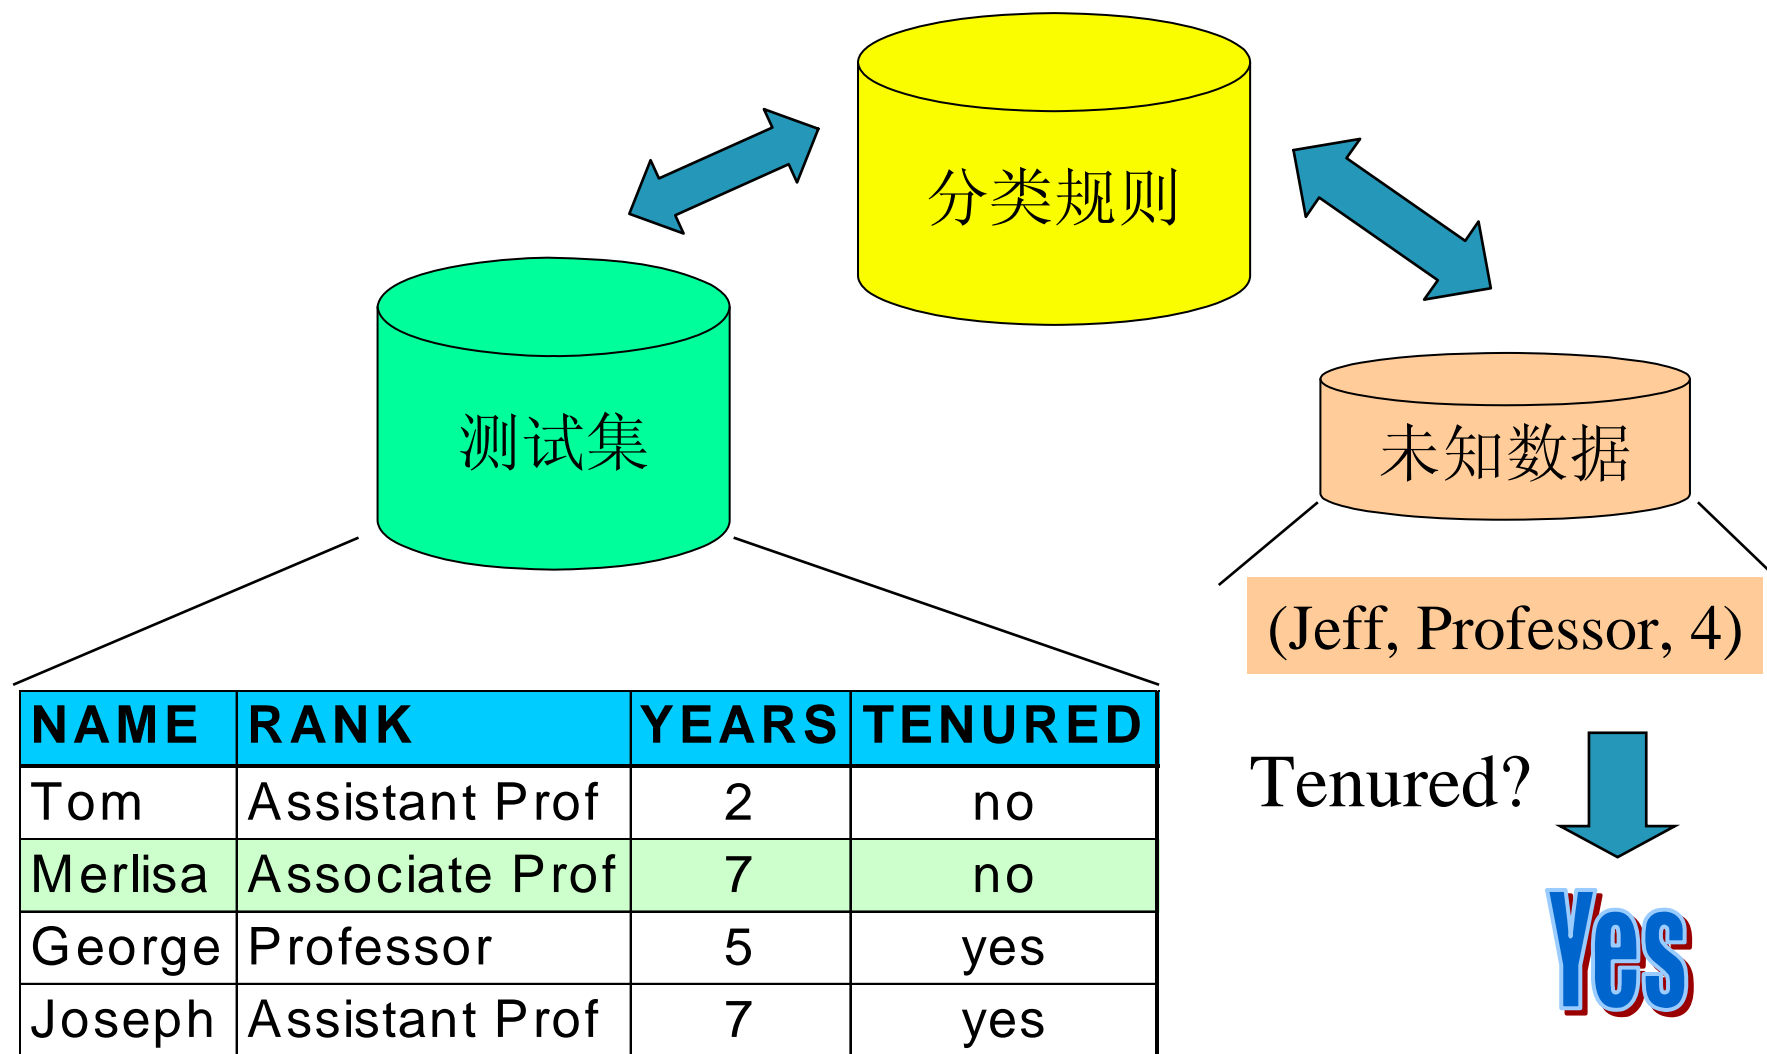 分类规则
测试集
未知数据
(Jeff, Professor, 4)
NAME RANK YEARS TENURED
Tom Assistant Prof 2 no
Merlisa Associate Prof 7 no
George Professor 5 yes
Joseph Assistant Prof 7 yes
Tenured?
Yes